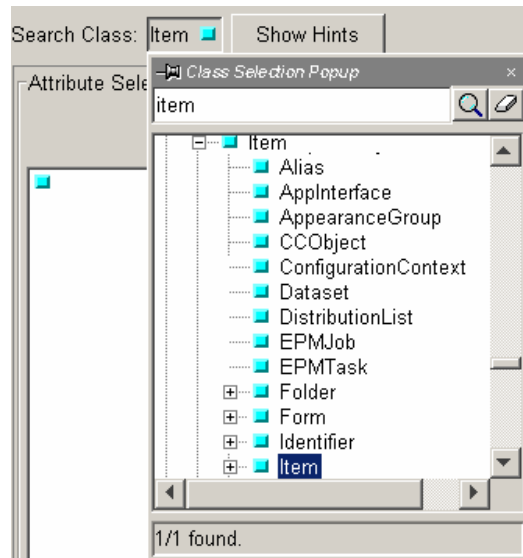 Search Class: Item Show Hints
Class Selection Popup
Attribute Sele
item
Item
Alias
AppInterface
AppearanceGroup
CCObject
ConfigurationContext
Dataset
DistributionList
EPMJob
EPMTask
Folder
Form
Identifier
Item
1/1 found.